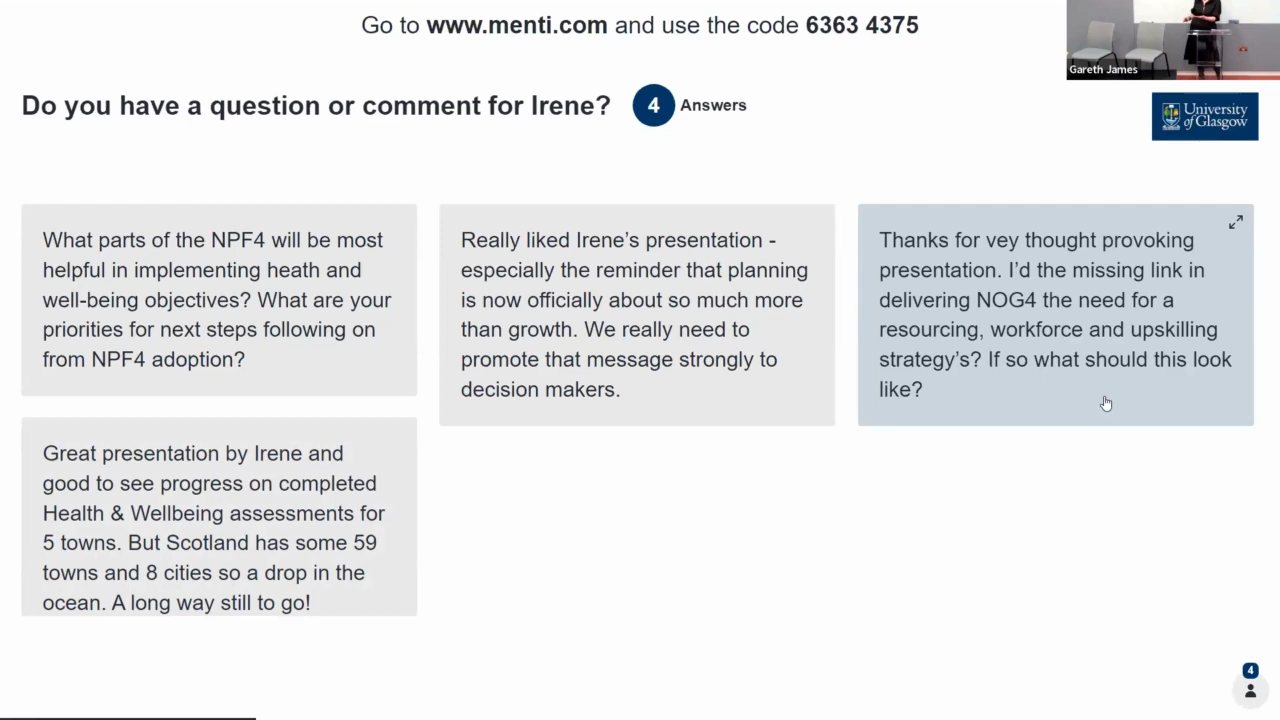 Go to www.menti.com and use the code 6363 4375
Gareth James
Do you have a question or comment for Irene?
4 Answers
University
of Glasgow
What parts of the NPF4 will be most
helpful in implementing heath and
well-being objectives? What are your
priorities for next steps following on
from NPF4 adoption?
Really liked Irene's presentation -
especially the reminder that planning
is now officially about so much more
than growth. We really need to
promote that message strongly to
decision makers.
Thanks for vey thought provoking
presentation. I'd the missing link in
delivering NOG4 the need for a
resourcing, workforce and upskilling
strategy's? If so what should this look
like?
Great presentation by Irene and
good to see progress on completed
Health & Wellbeing assessments for
5 towns. But Scotland has some 59
towns and 8 cities so a drop in the
ocean. A long way still to go!
4